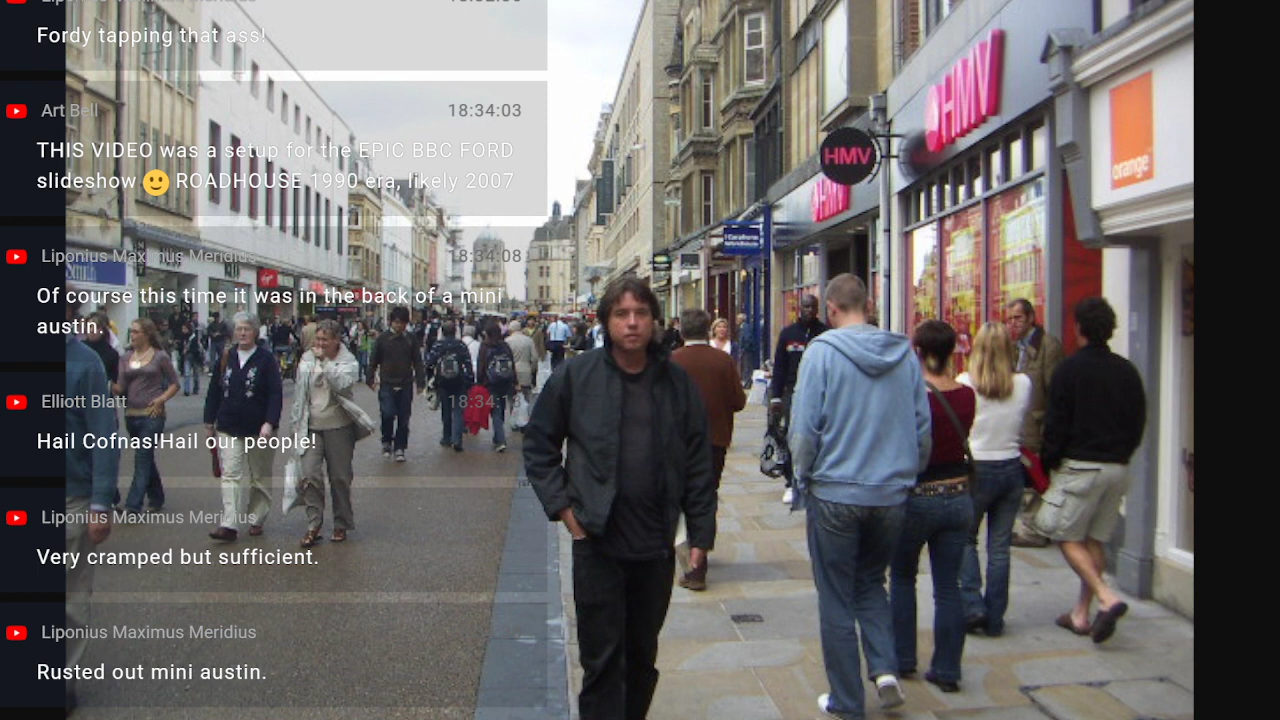 Fordy tapping that ass!
Art Bell
18:34:03
THIS VIDEO was a setup for the EPIC BBC FORD
slideshow 🙂 ROADHOUSE 1990 era, likely 2007
Liponius Maximus Meridius
18:34:08
Of course this time it was in the back of a mini
austin.
Elliott Blatt
Hail Cofnas!Hail our people!
Liponius Maximus Meridius
Very cramped but sufficient.
Liponius Maximus Meridius
Rusted out mini austin.
HMV
HMV
HMV
orange